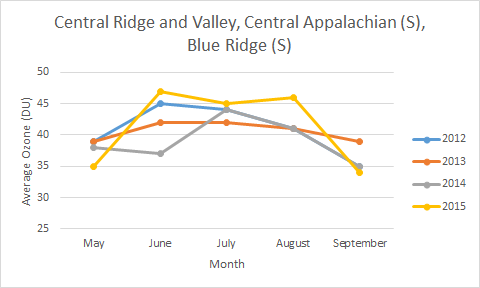 Central Ridge and Valley, Central Appalachian (S),
Blue Ridge (S)
50
45
40
35
30
25
Average Ozone (DU)
May June July August September
Month
2012
2013
2014
2015